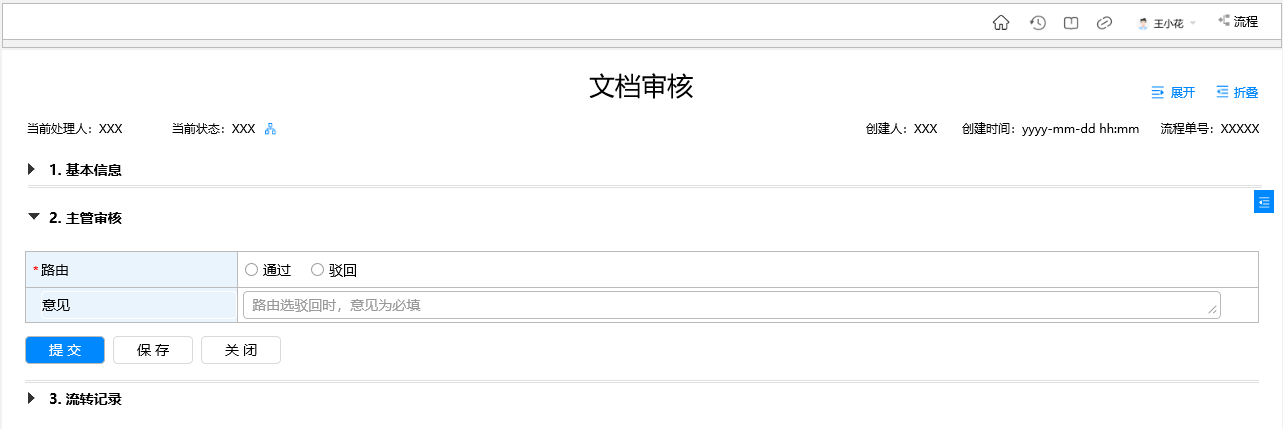 王小花 流程
文档审核
展开 折叠
当前处理人：XXX 当前状态：XXX 创建人：XXX 创建时间：yyyy-mm-dd hh:mm 流程单号：XXXXX
1. 基本信息
2. 主管审核
*路由 通过 驳回
意见 路由选驳回时，意见为必填
提 交 保 存 关 闭
3. 流转记录